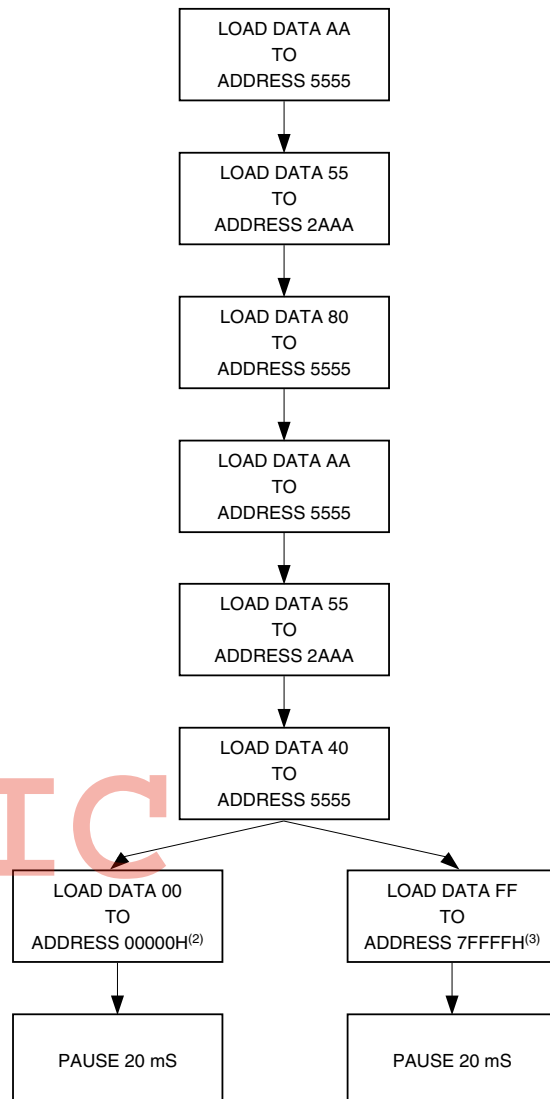 LOAD DATA AA
TO
ADDRESS 5555
LOAD DATA 55
TO
ADDRESS 2AAA
LOAD DATA 80
TO
ADDRESS 5555
LOAD DATA AA
TO
ADDRESS 5555
LOAD DATA 55
TO
ADDRESS 2AAA
LOAD DATA 40
TO
ADDRESS 5555
IC
LOAD DATA 00
TO
ADDRESS 00000H(2)
LOAD DATA FF
TO
ADDRESS 7FFFFH(3)
PAUSE 20 mS
PAUSE 20 mS